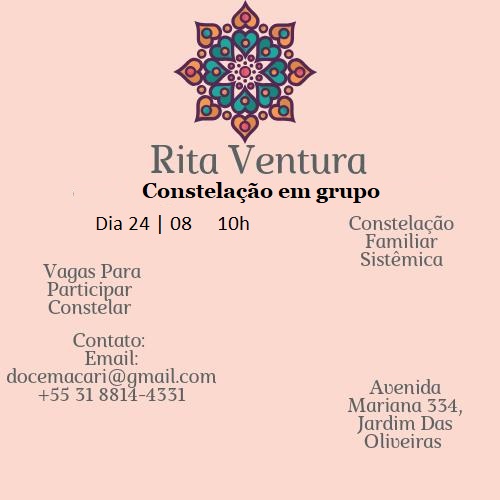 Rita Ventura
Constelação em grupo
Dia 24 | 08 10h
Constelação
Familiar
Sistêmica
Vagas Para
Participar
Constelar
Contato:
Email:
docemacari@gmail.com
+55 31 8814-4331
Avenida
Mariana 334,
Jardim Das
Oliveiras